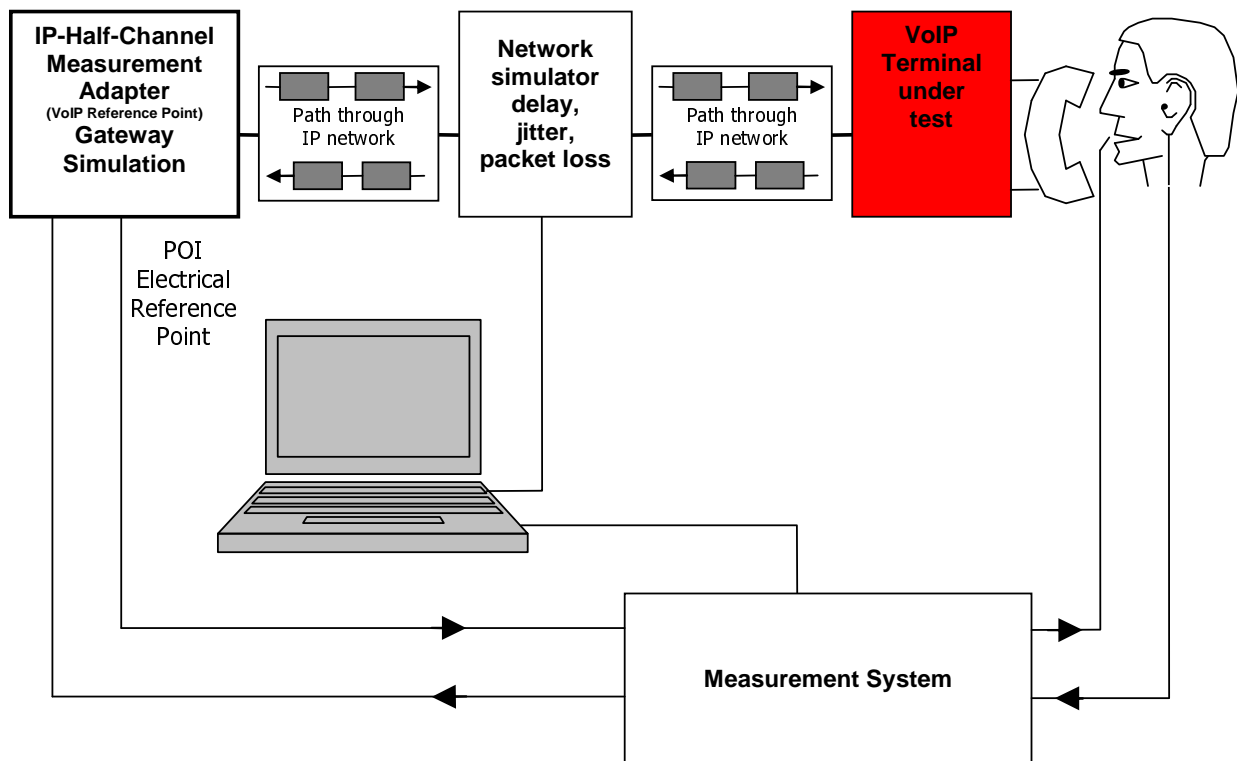 IP-Half-Channel
Measurement
Adapter
(VoIP Reference Point)
Gateway
Simulation
Path through
IP network
Network
simulator
delay,
jitter,
packet loss
Path through
IP network
VoIP
Terminal
under
test
POI
Electrical
Reference
Point
Measurement System